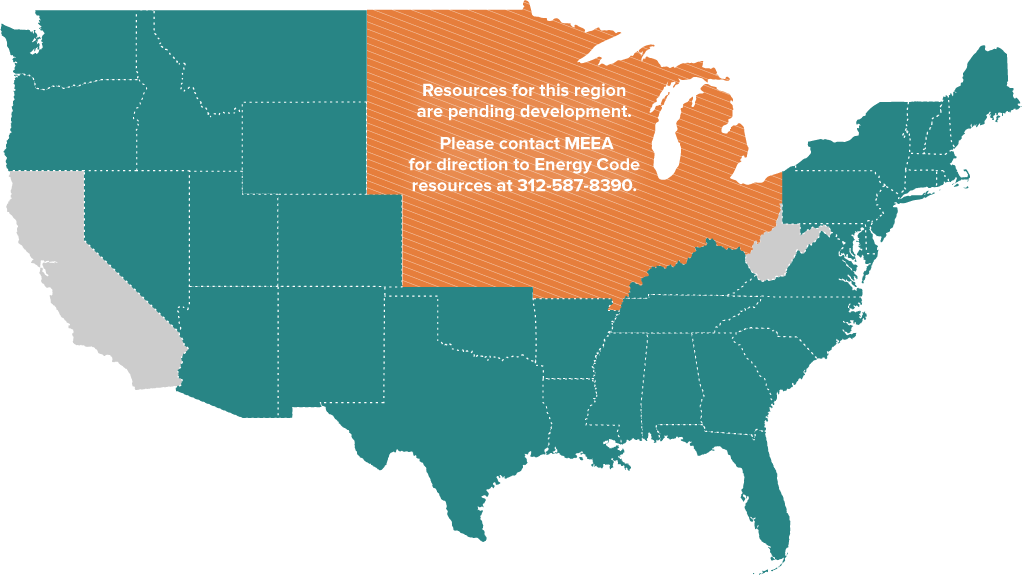 Resources for this region
are pending development.
Please contact MEEA
for direction to Energy Code
resources at 312-587-8390.